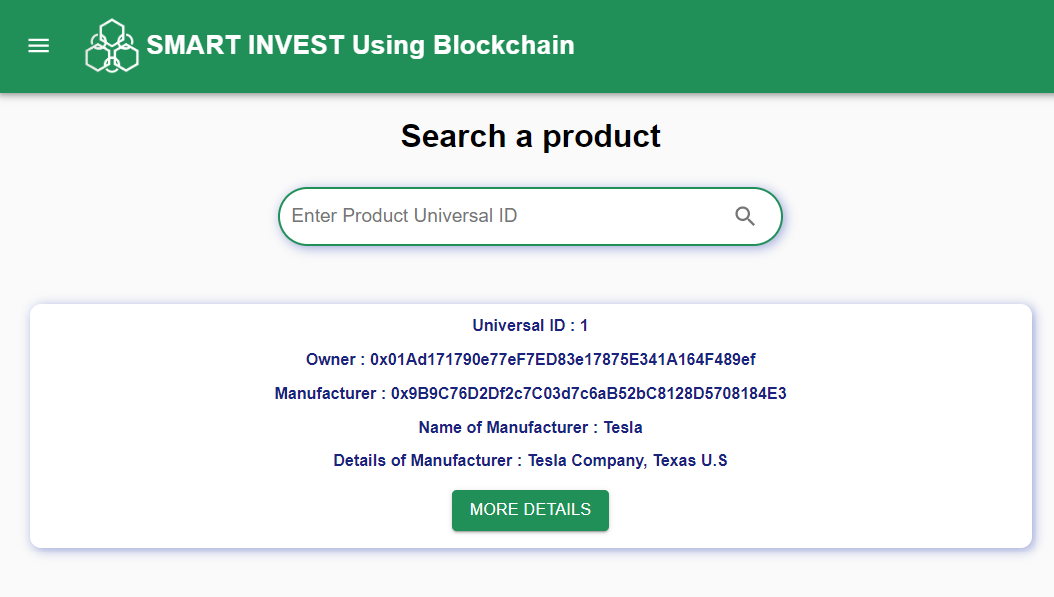 SMART INVEST Using Blockchain
Search a product
Enter Product Universal ID
Universal ID : 1
Owner : 0x01Ad171790e77eF7ED83e17875E341A164F489ef
Manufacturer : 0x9B9C76D2Df2c7C03d7c6aB52bC8128D5708184E3
Name of Manufacturer : Tesla
Details of Manufacturer : Tesla Company, Texas U.S
MORE DETAILS